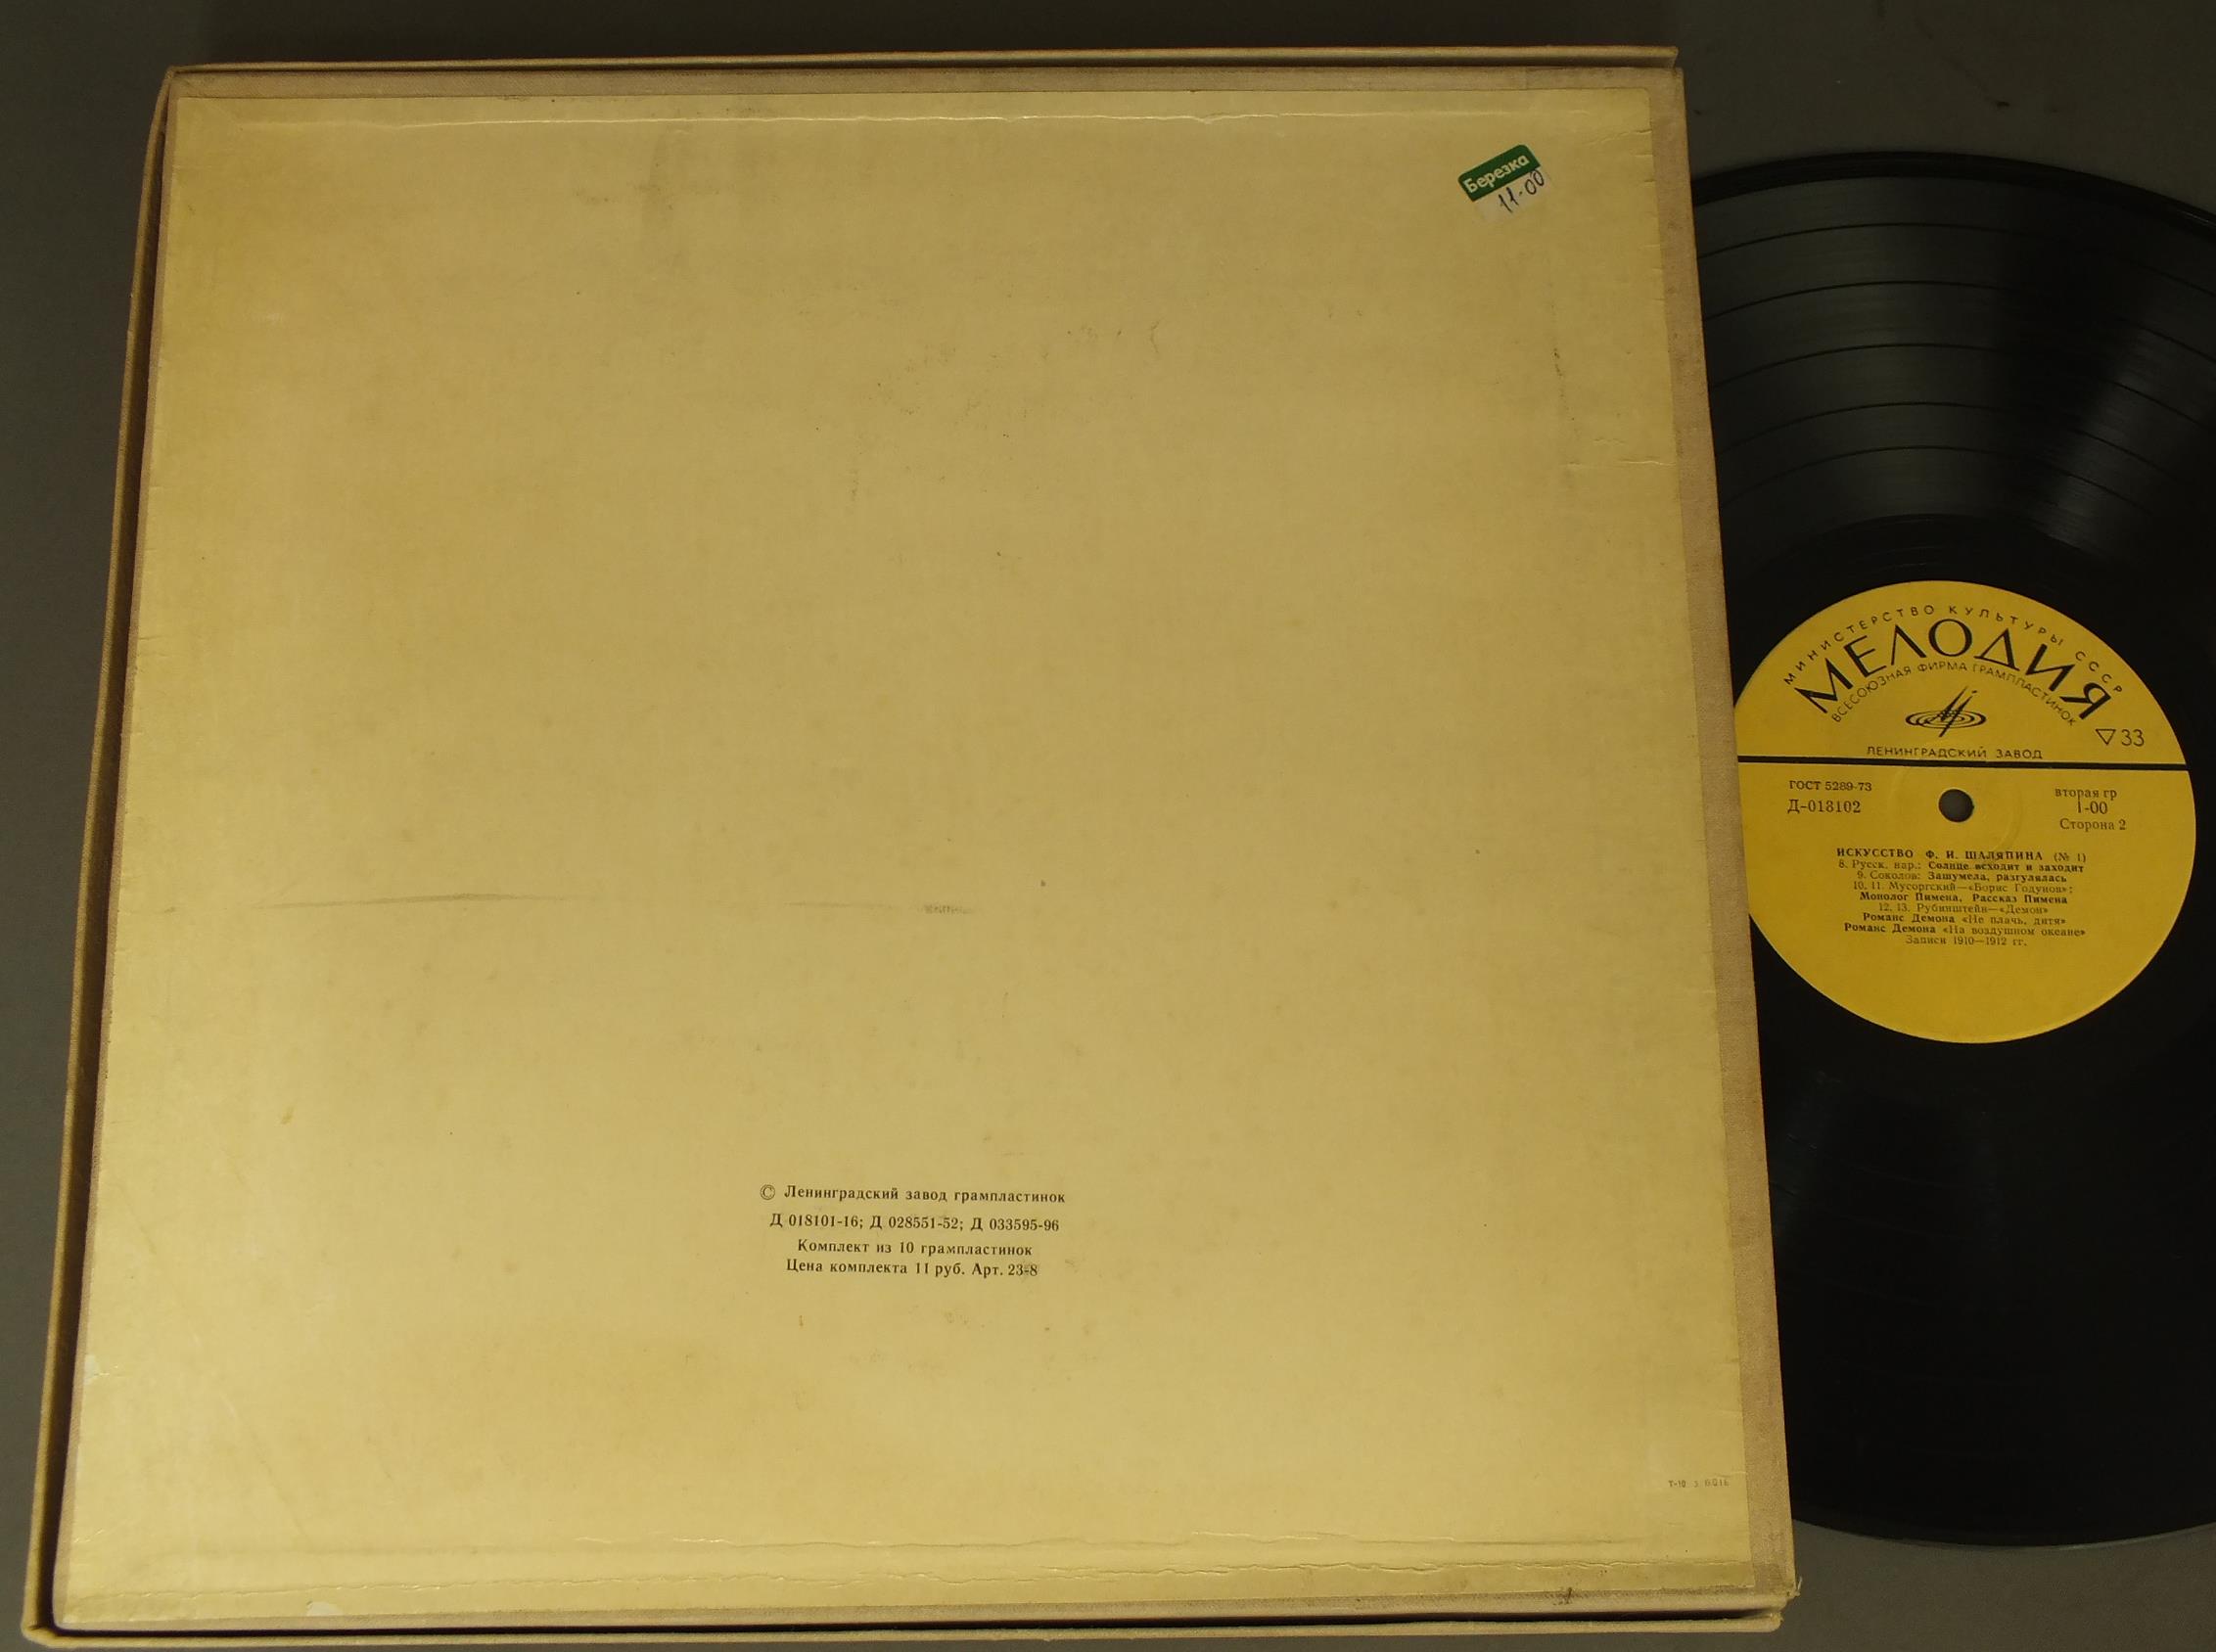 Березка
11-00
© Ленинградский завод грампластинок
Д 018101-16; Д 028551-52; Д 033595-96
Комплект из 10 грампластинок
Цена комплекта 11 руб. Арт. 23-8
МИНИСТЕРСТВО КУЛЬТУРЫ СССР
МЕЛОДИЯ
ВСЕСОЮЗНАЯ ФИРМА ГРАМПЛАСТИНОК
33
ЛЕНИНГРАДСКИЙ ЗАВОД
ГОСТ 5289-73
Д-018102
вторая гр
1-00
Сторона 2
ИСКУССТВО Ф. И. ШАЛЯПИНА (№ 1)
8. Русск. нар.: Солнце всходит и заходит
9. Соколов: Зашумела, разгулялась
10, 11. Мусоргский—«Борис Годунов»:
Монолог Пимена, Рассказ Пимена
12, 13. Рубинштейн—«Демон»
Романс Демона «Не плачь, дитя»
Романс Демона «На воздушном океане»
Записи 1910—1912 гг.